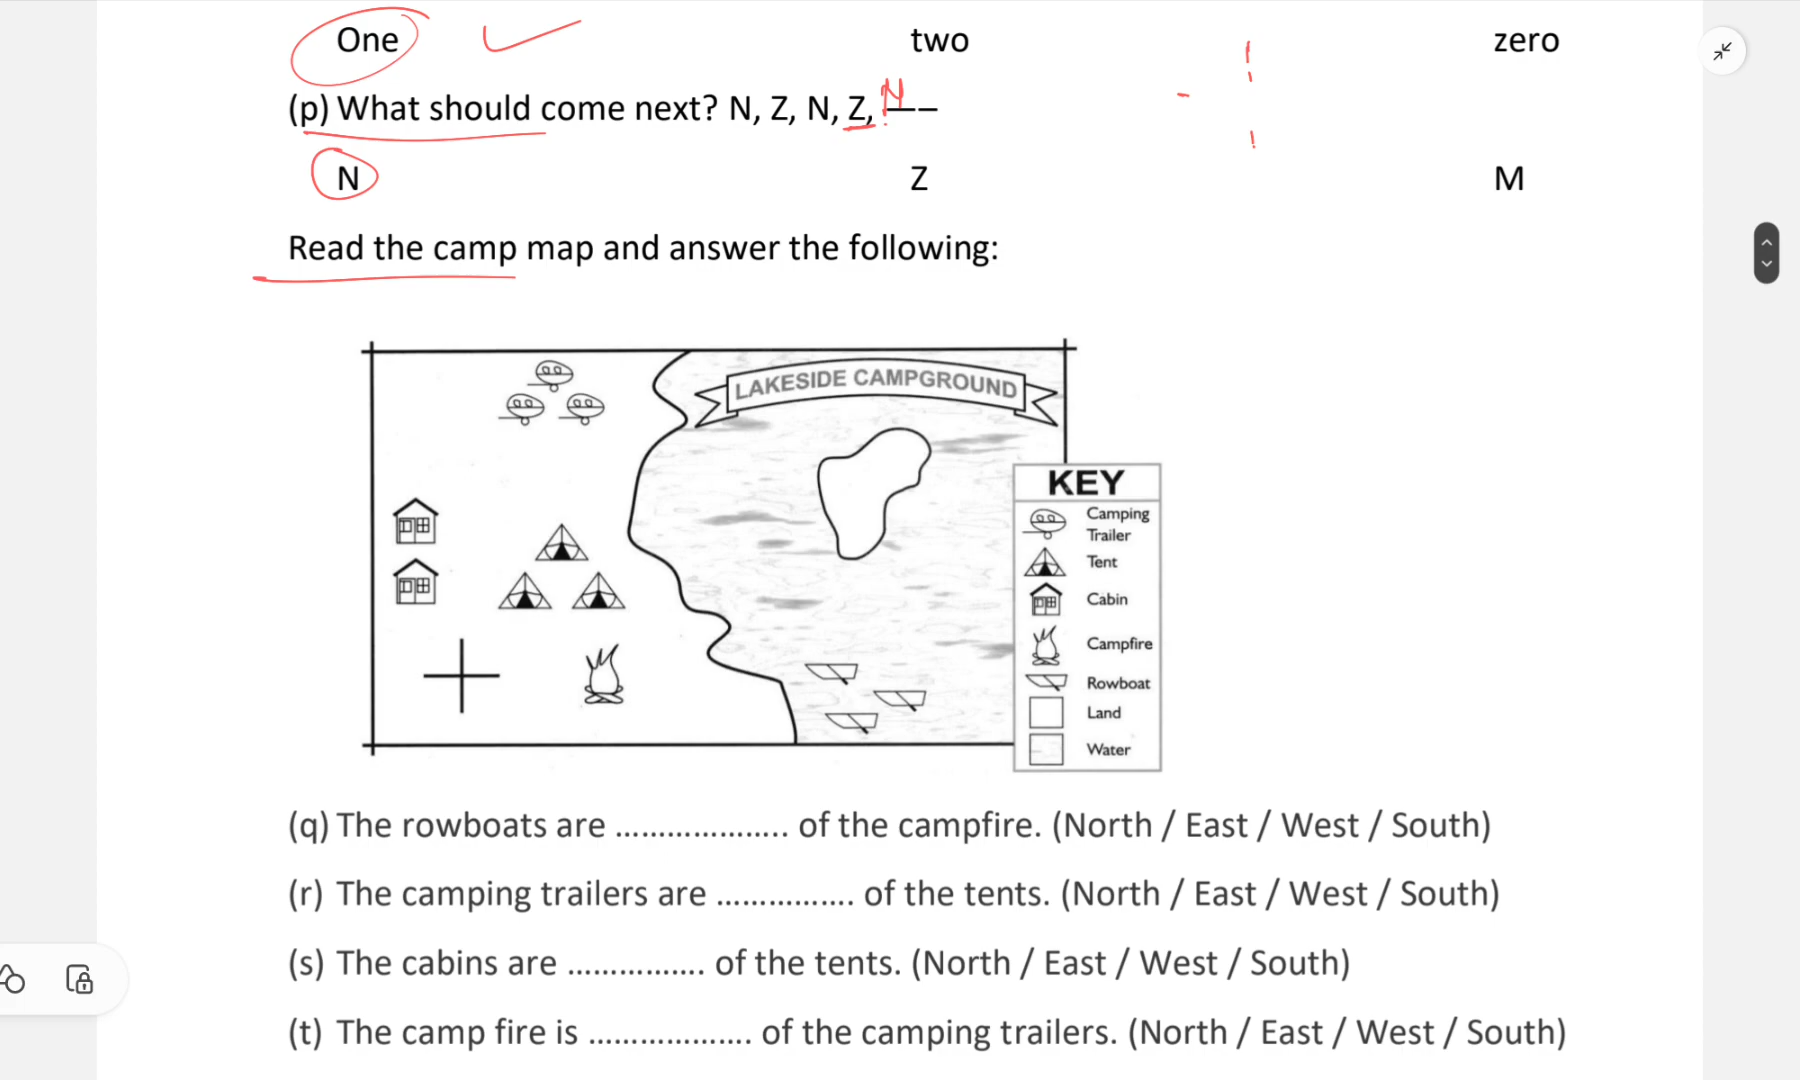 One two zero
(p) What should come next? N, Z, N, Z, N__
N Z M
Read the camp map and answer the following:
LAKESIDE CAMPGROUND
KEY
Camping
Trailer
Tent
Cabin
Campfire
Rowboat
Land
Water
(q) The rowboats are .................... of the campfire. (North / East / West / South)
(r) The camping trailers are ................ of the tents. (North / East / West / South)
(s) The cabins are ................ of the tents. (North / East / West / South)
(t) The camp fire is ................... of the camping trailers. (North / East / West / South)